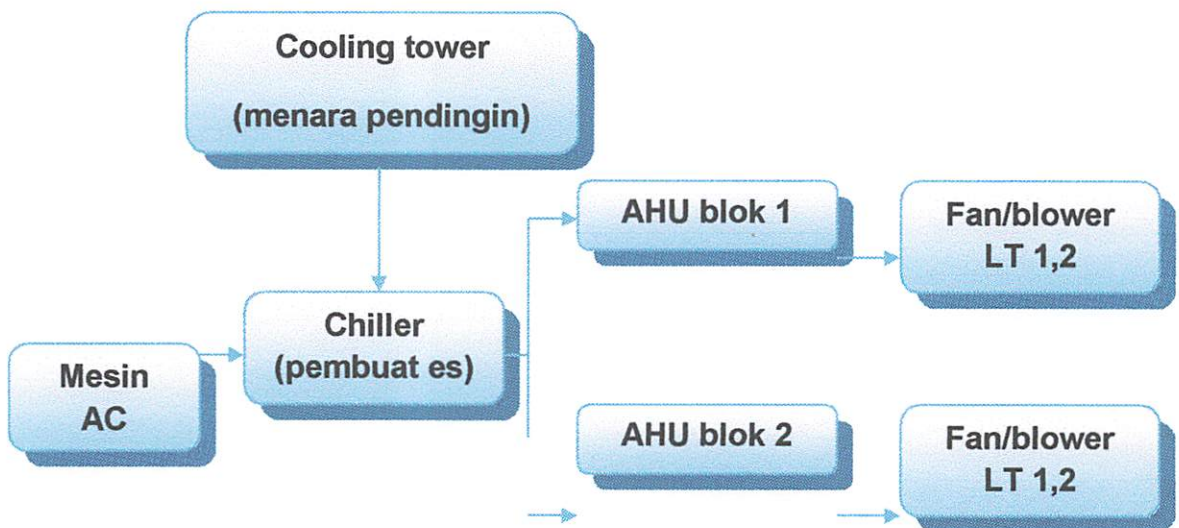 Cooling tower
(menara pendingin)
AHU blok 1
Fan/blower
LT 1,2
Chiller
(pembuat es)
Mesin
AC
AHU blok 2
Fan/blower
LT 1,2